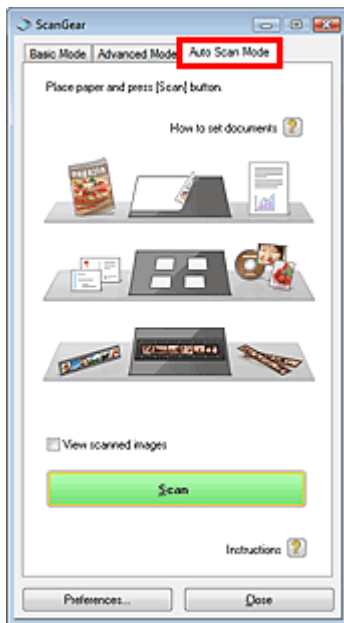 ScanGear
Basic Mode Advanced Mode Auto Scan Mode
Place paper and press [Scan] button.
How to set documents
View scanned images
Scan
Instructions
Preferences... Close